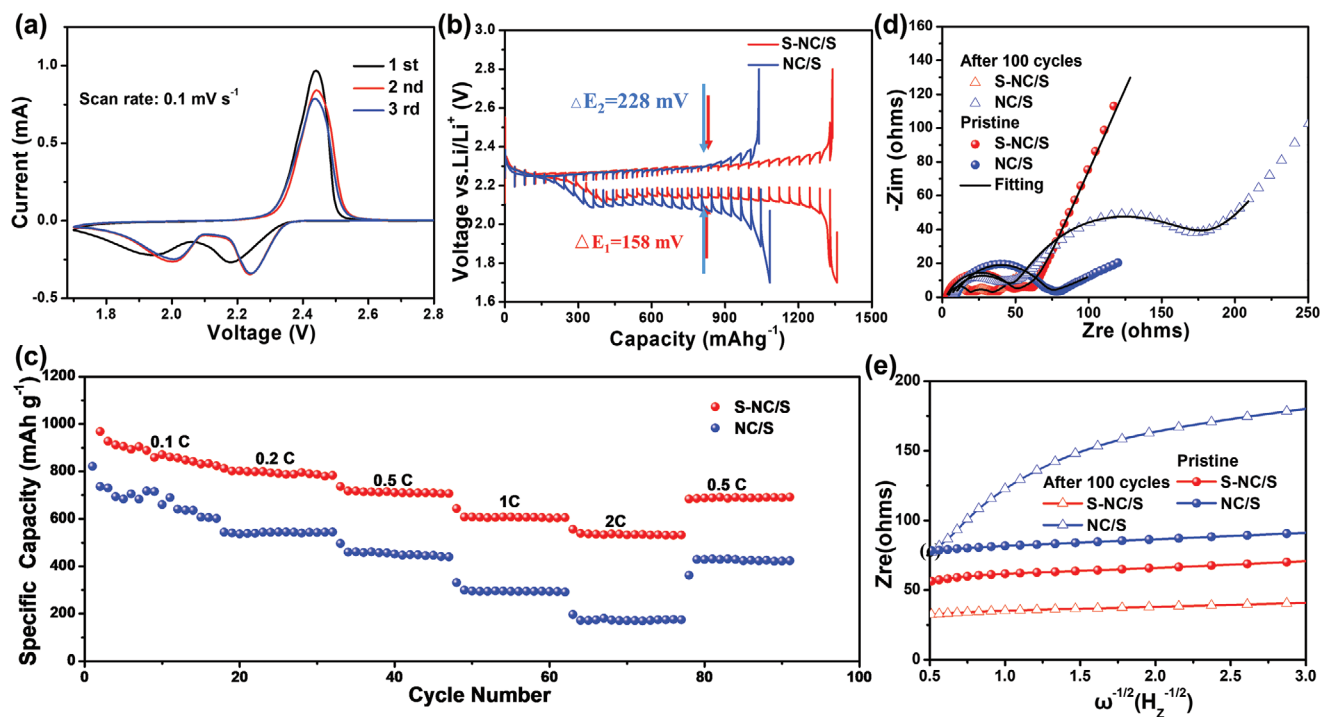 (a)
1.0
0.5
0.0
-0.5
Current (mA)
Scan rate: 0.1 mV s⁻¹
1 st
2 nd
3 rd
2.0 2.2 2.4 2.6 2.8
Voltage (V)
(b)
3.0
2.8
2.6
2.4
2.2
2.0
1.8
1.6
Voltage vs.Li/Li⁺ (V)
S-NC/S
NC/S
△E₂=228 mV
△E₁=158 mV
0 300 600 900 1200 1500
Capacity (mAhg⁻¹)
(d)
160
140
120
100
80
60
40
20
0
-Zim (ohms)
After 100 cycles
S-NC/S
NC/S
Pristine
S-NC/S
NC/S
Fitting
0 50 100 150 200 250
Zre (ohms)
(c)
1200
1000
800
600
400
200
0
Specific Capacity (mAh g⁻¹)
S-NC/S
NC/S
0.1 C
0.2 C
0.5 C
1C
2C
0.5 C
0 20 40 60 80 100
Cycle Number
(e)
200
150
100
50
0
Zre(ohms)
Pristine
S-NC/S
NC/S
After 100 cycles
S-NC/S
NC/S
0.5 1.0 1.5 2.0 2.5 3.0
ω⁻¹/²(H_Z⁻¹/²)